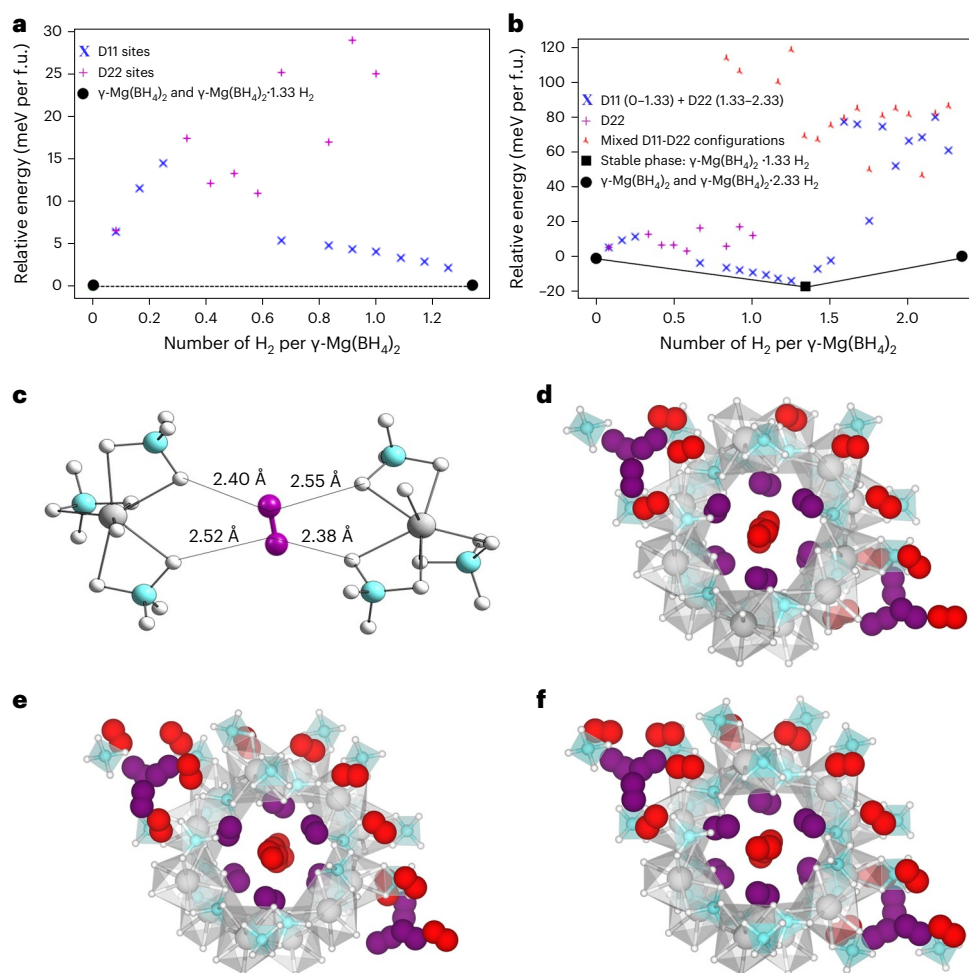 a
Relative energy (meV per f.u.)
30
25
20
15
10
5
0
D11 sites
D22 sites
γ-Mg(BH₄)₂ and γ-Mg(BH₄)₂·1.33 H₂
0 0.2 0.4 0.6 0.8 1.0 1.2
Number of H₂ per γ-Mg(BH₄)₂
b
Relative energy (meV per f.u.)
120
100
80
60
40
20
0
−20
D11 (0–1.33) + D22 (1.33–2.33)
D22
Mixed D11-D22 configurations
Stable phase: γ-Mg(BH₄)₂ ·1.33 H₂
γ-Mg(BH₄)₂ and γ-Mg(BH₄)₂·2.33 H₂
0 0.5 1.0 1.5 2.0
Number of H₂ per γ-Mg(BH₄)₂
c
2.40 Å 2.55 Å
2.52 Å 2.38 Å
d
e
f